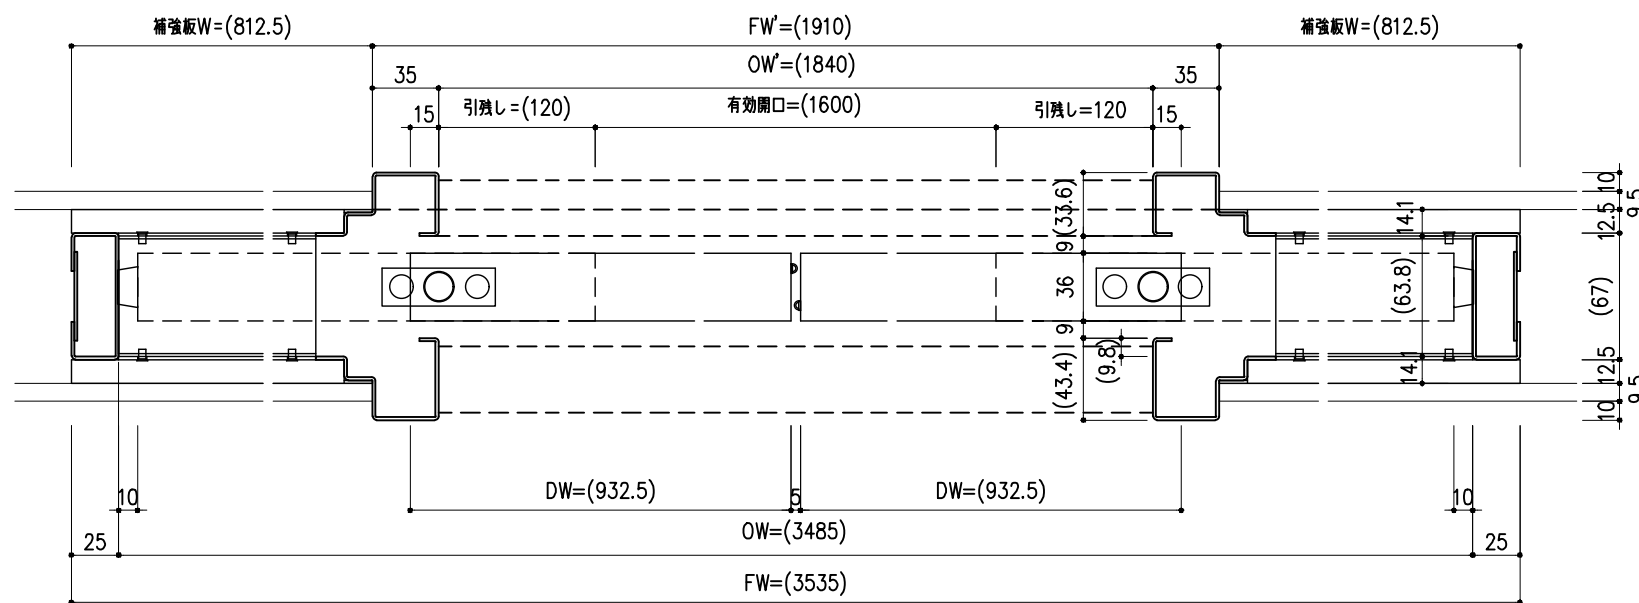 補強板W=(812.5)
FW'=(1910)
補強板W=(812.5)
OW'=(1840)
35
35
引残し=(120)
有効開口=(1600)
引残し=120
15
15
(33.6)
9
36
9
(9.8)
(43.4)
14.1
(63.8)
14.1
10
9.5
12.5
(67)
12.5
9.5
10
DW=(932.5)
5
DW=(932.5)
10
10
OW=(3485)
25
25
FW=(3535)